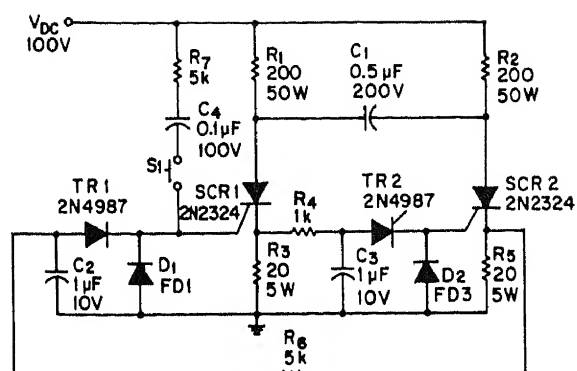 VDC
100V
R7
5k
C4
0.1µF
100V
S1
R1
200
50W
C1
0.5µF
200V
R2
200
50W
TR1
2N4987
SCR1
2N2324
R4
1k
TR2
2N4987
SCR2
2N2324
C2
1µF
10V
D1
FD1
R3
20
5W
C3
1µF
10V
D2
FD3
R5
20
5W
R6
5k